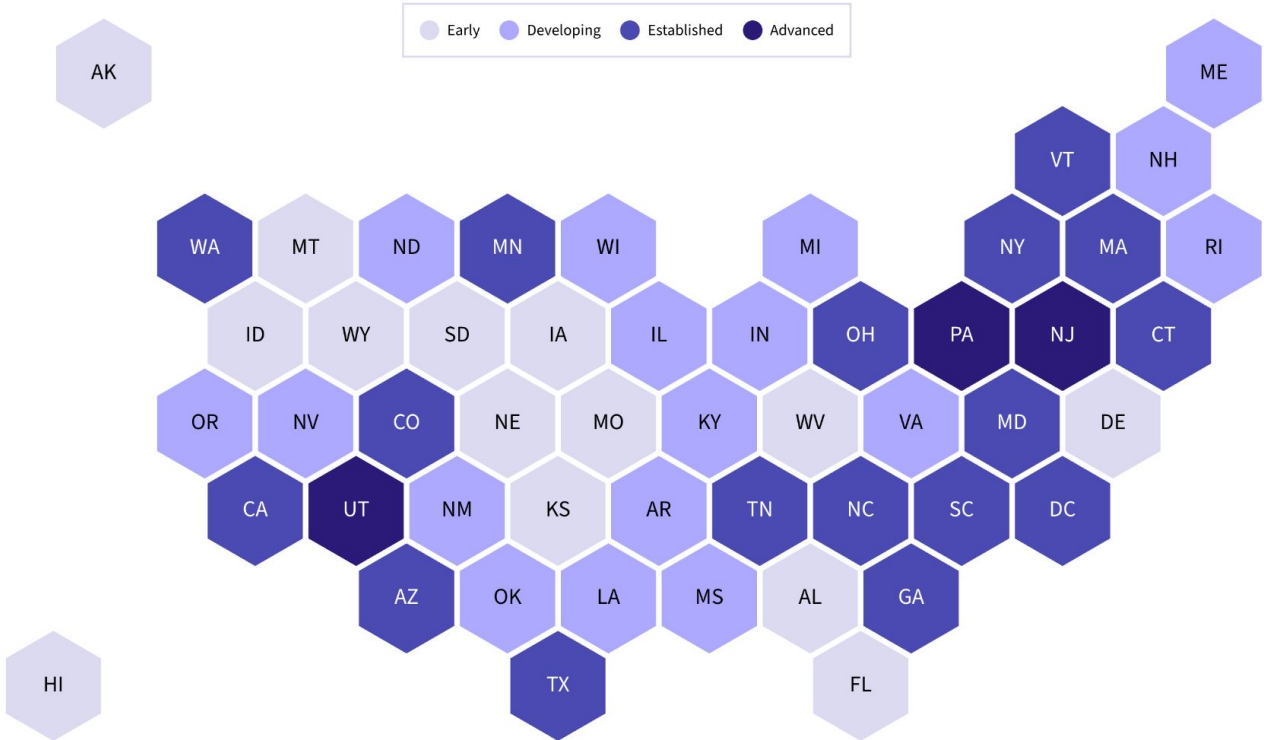 Early Developing Established Advanced
AK
ME
VT NH
WA MT ND MN WI MI NY MA RI
ID WY SD IA IL IN OH PA NJ CT
OR NV CO NE MO KY WV VA MD DE
CA UT NM KS AR TN NC SC DC
AZ OK LA MS AL GA
HI TX FL